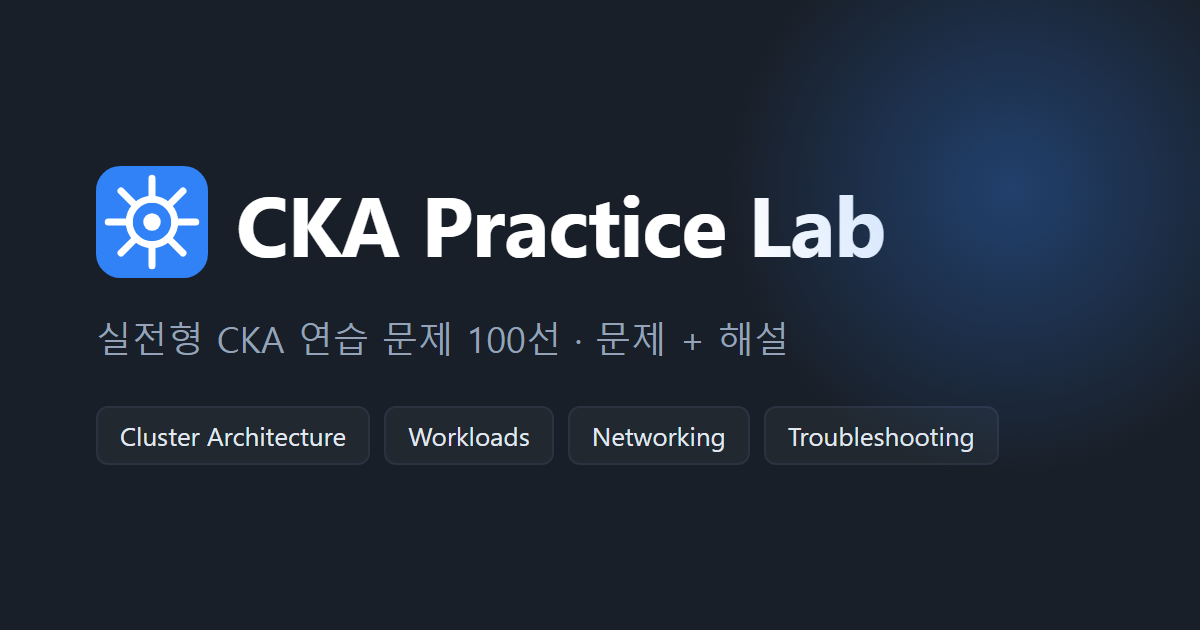 CKA Practice Lab
실전형 CKA 연습 문제 100선 · 문제 + 해설
Cluster Architecture Workloads Networking Troubleshooting